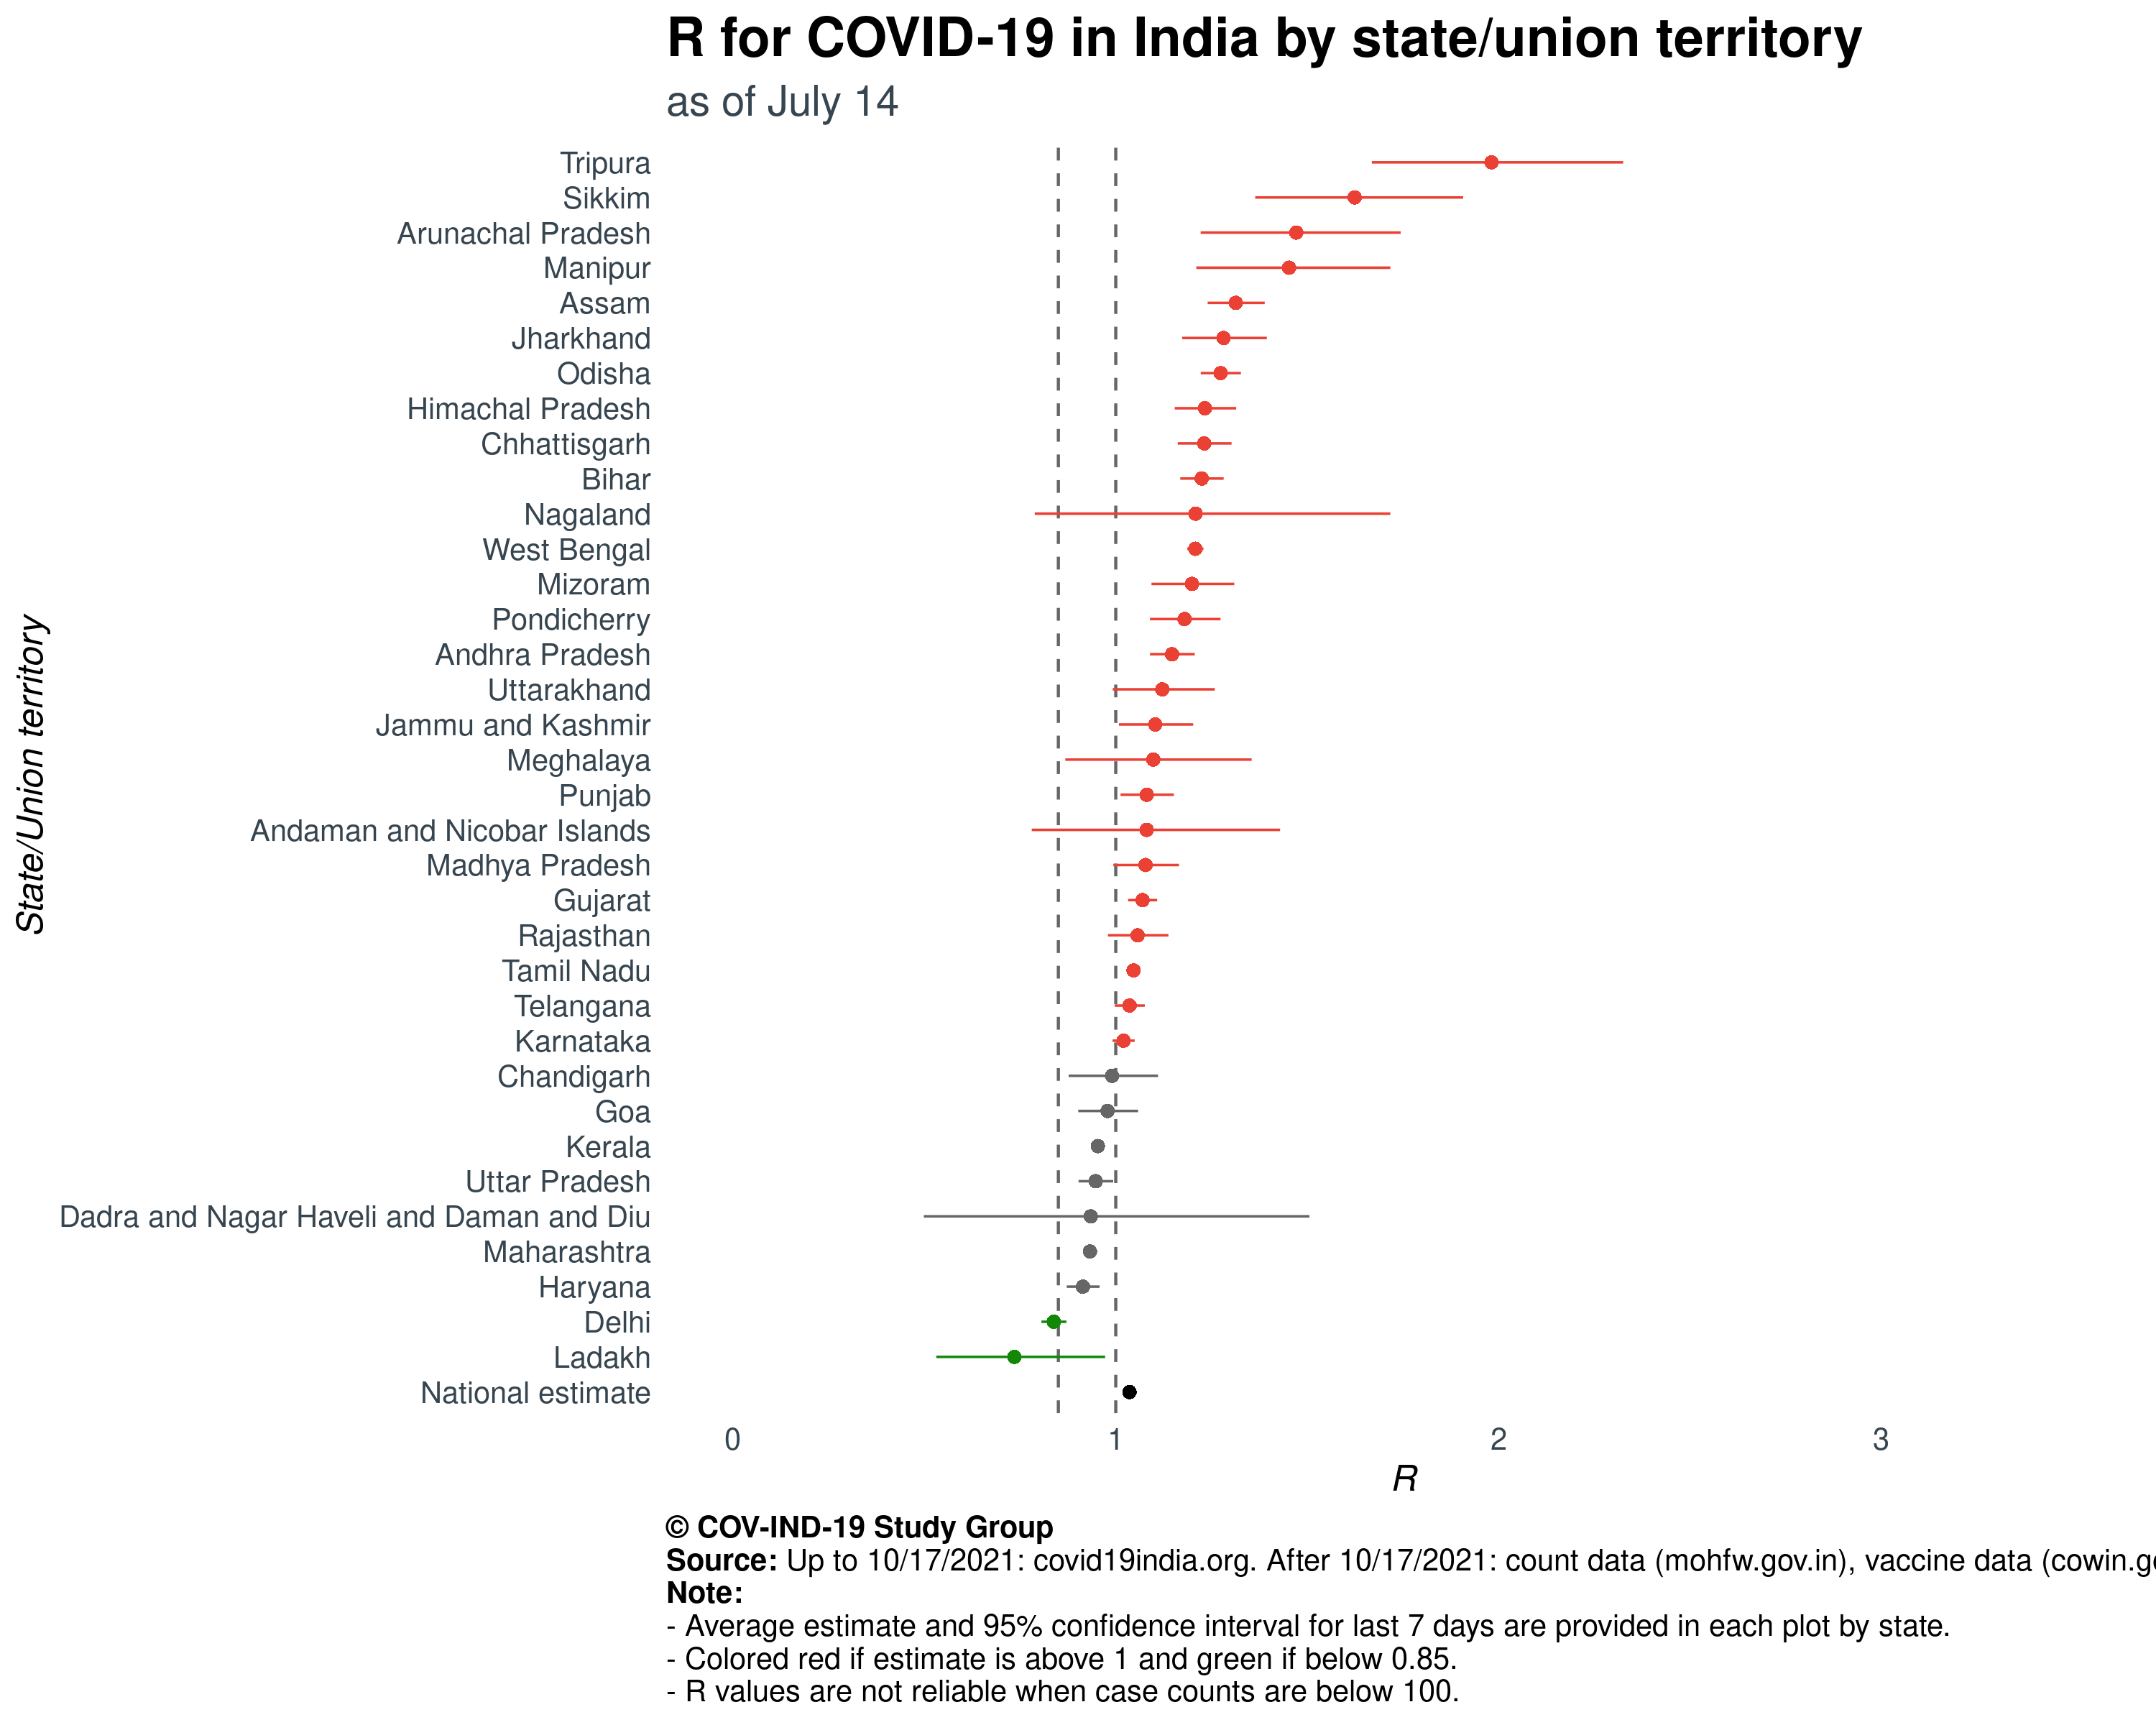 R for COVID-19 in India by state/union territory
as of July 14
Tripura
Sikkim
Arunachal Pradesh
Manipur
Assam
Jharkhand
Odisha
Himachal Pradesh
Chhattisgarh
Bihar
Nagaland
West Bengal
Mizoram
Pondicherry
Andhra Pradesh
Uttarakhand
Jammu and Kashmir
Meghalaya
Punjab
Andaman and Nicobar Islands
Madhya Pradesh
Gujarat
Rajasthan
Tamil Nadu
Telangana
Karnataka
Chandigarh
Goa
Kerala
Uttar Pradesh
Dadra and Nagar Haveli and Daman and Diu
Maharashtra
Haryana
Delhi
Ladakh
National estimate
State/Union territory
0 1 2 3
R
© COV-IND-19 Study Group
Source: Up to 10/17/2021: covid19india.org. After 10/17/2021: count data (mohfw.gov.in), vaccine data (cowin.g
Note:
- Average estimate and 95% confidence interval for last 7 days are provided in each plot by state.
- Colored red if estimate is above 1 and green if below 0.85.
- R values are not reliable when case counts are below 100.